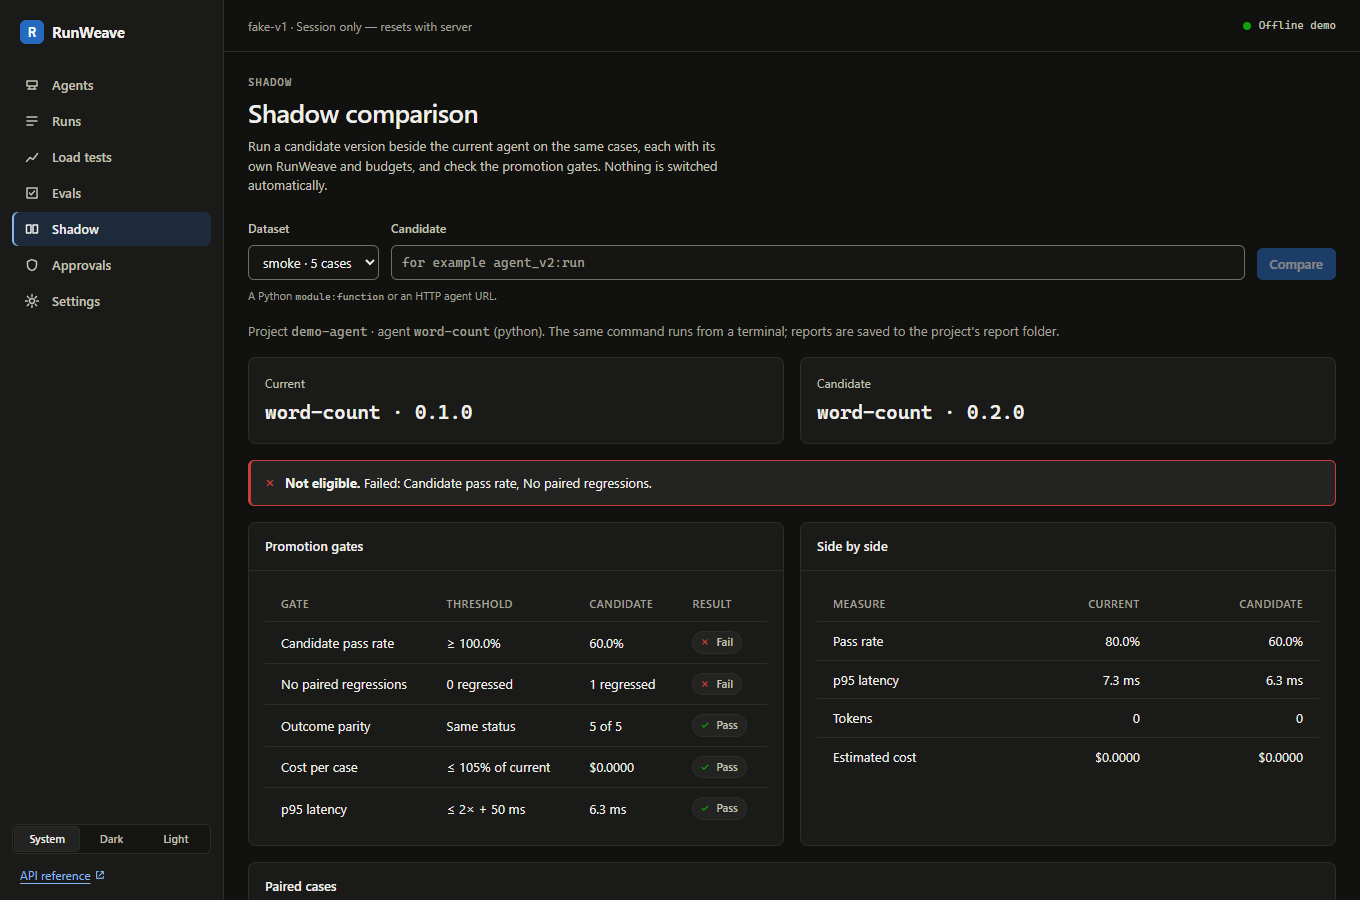 R RunWeave
Agents
Runs
Load tests
Evals
Shadow
Approvals
Settings
System Dark Light
API reference
fake-v1 · Session only — resets with server
Offline demo
SHADOW
Shadow comparison
Run a candidate version beside the current agent on the same cases, each with its
own RunWeave and budgets, and check the promotion gates. Nothing is switched
automatically.
Dataset Candidate
smoke · 5 cases for example agent_v2:run Compare
A Python module:function or an HTTP agent URL.
Project demo-agent · agent word-count (python). The same command runs from a terminal; reports are saved to the project's report folder.
Current
word-count · 0.1.0
Candidate
word-count · 0.2.0
× Not eligible. Failed: Candidate pass rate, No paired regressions.
Promotion gates
GATE THRESHOLD CANDIDATE RESULT
Candidate pass rate ≥ 100.0% 60.0% × Fail
No paired regressions 0 regressed 1 regressed × Fail
Outcome parity Same status 5 of 5 ✓ Pass
Cost per case ≤ 105% of current $0.0000 ✓ Pass
p95 latency ≤ 2× + 50 ms 6.3 ms ✓ Pass
Side by side
MEASURE CURRENT CANDIDATE
Pass rate 80.0% 60.0%
p95 latency 7.3 ms 6.3 ms
Tokens 0 0
Estimated cost $0.0000 $0.0000
Paired cases